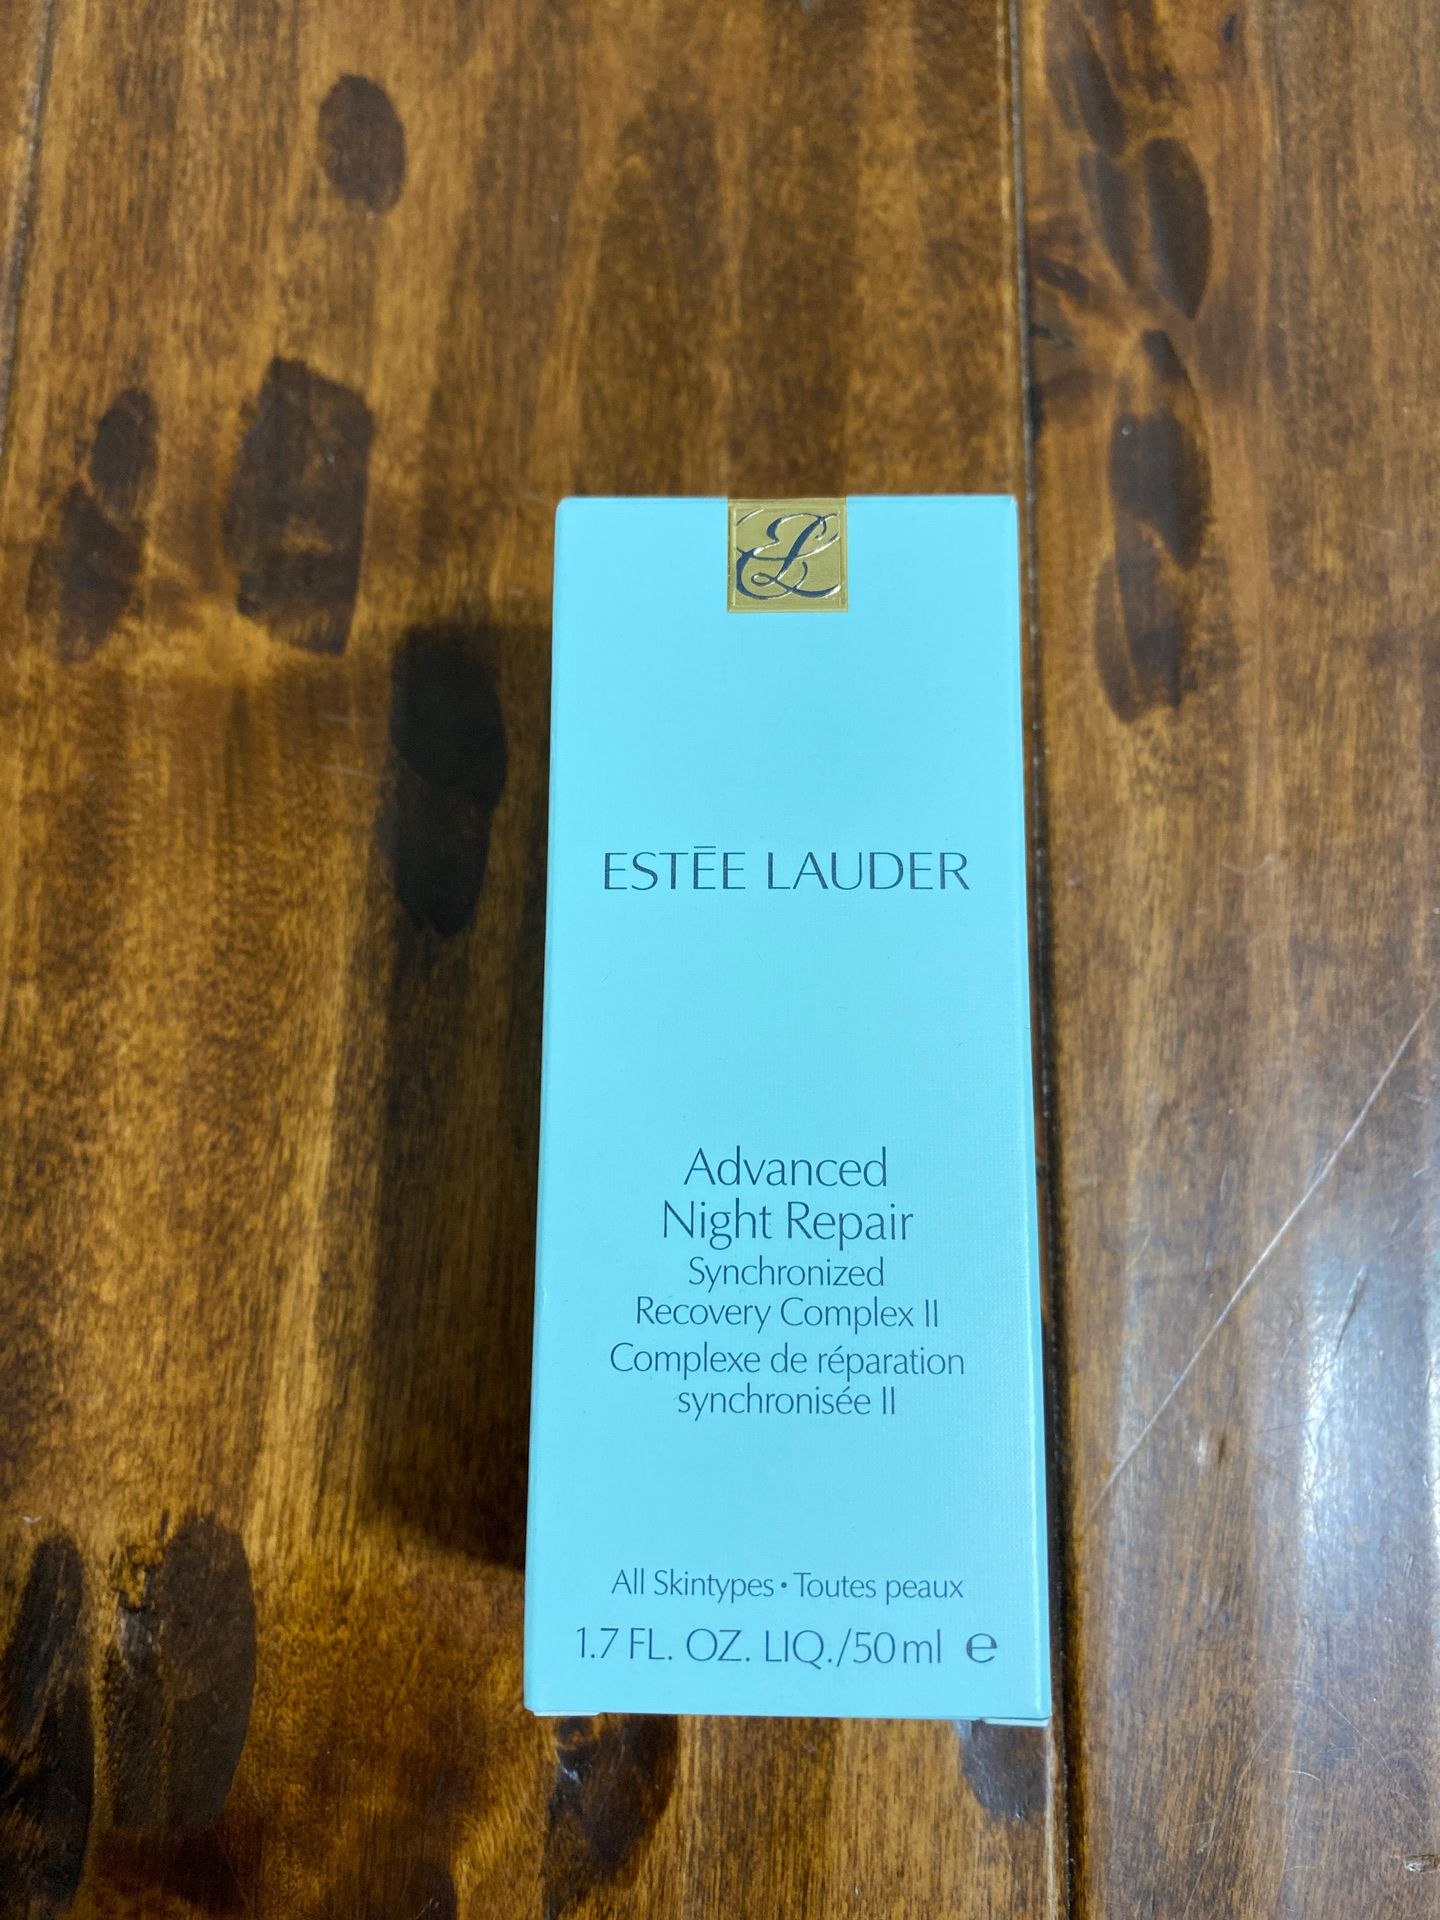 EL
ESTĒE LAUDER
Advanced
Night Repair
Synchronized
Recovery Complex II
Complexe de réparation
synchronisée II
All Skintypes • Toutes peaux
1.7 FL. OZ. LIQ./50 ml ℮